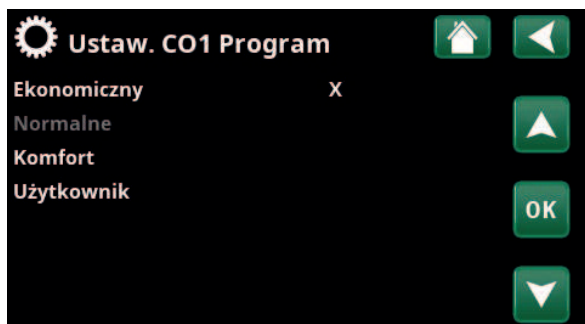 Ustaw. CO1 Program
Ekonomiczny X
Normalne
Komfort
Użytkownik
OK